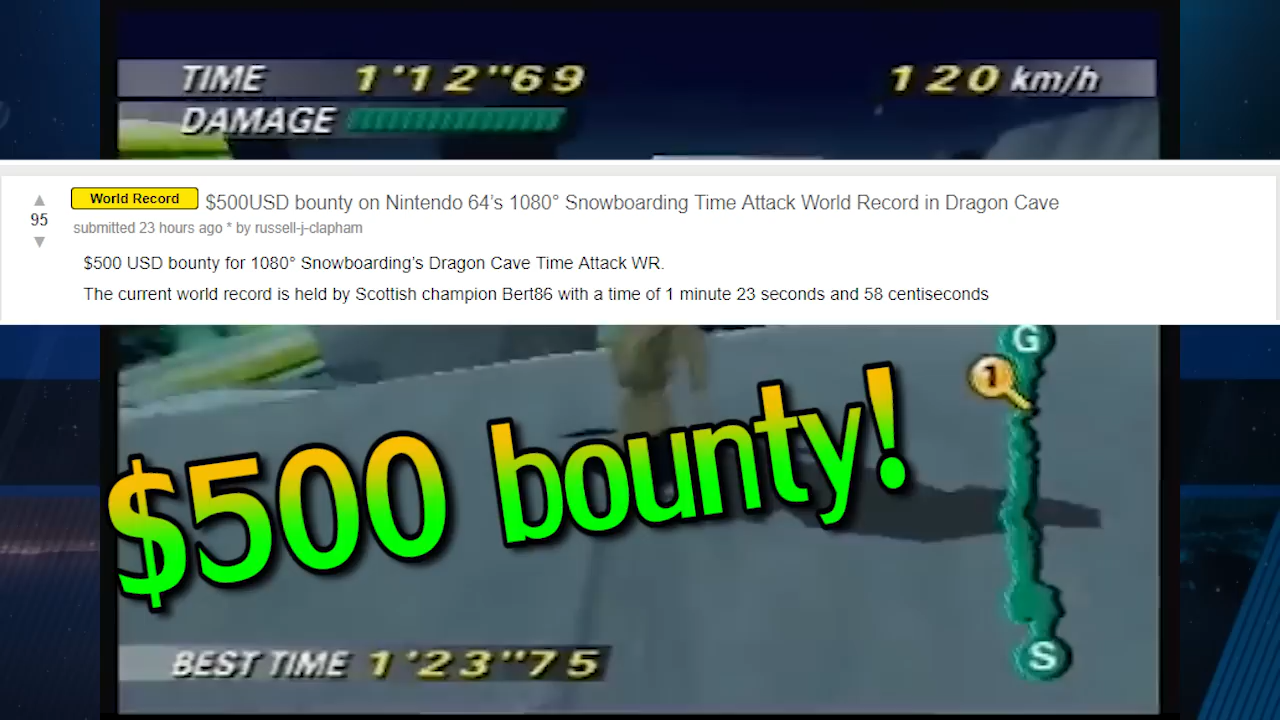 TIME 1'12"69 120 km/h
DAMAGE
World Record $500USD bounty on Nintendo 64's 1080° Snowboarding Time Attack World Record in Dragon Cave
95
submitted 23 hours ago * by russell-j-clapham
$500 USD bounty for 1080° Snowboarding's Dragon Cave Time Attack WR.
The current world record is held by Scottish champion Bert86 with a time of 1 minute 23 seconds and 58 centiseconds
G
1
$500 bounty!
S
BEST TIME 1'23"75